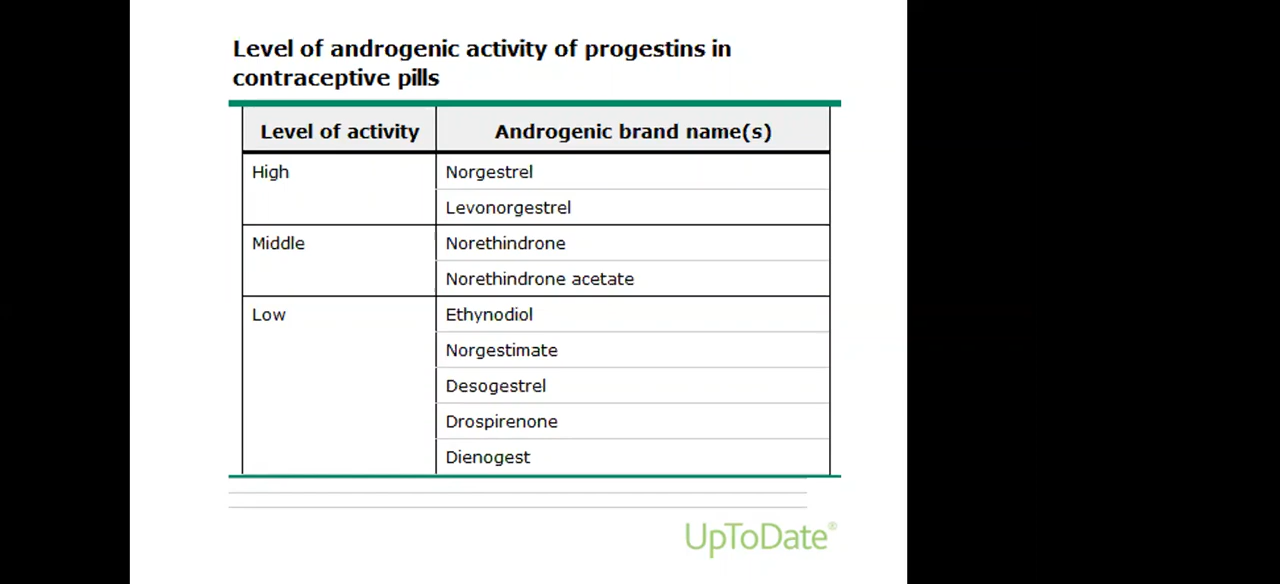 Level of androgenic activity of progestins in
contraceptive pills
Level of activity Androgenic brand name(s)
High Norgestrel
Levonorgestrel
Middle Norethindrone
Norethindrone acetate
Low Ethynodiol
Norgestimate
Desogestrel
Drospirenone
Dienogest
UpToDate®